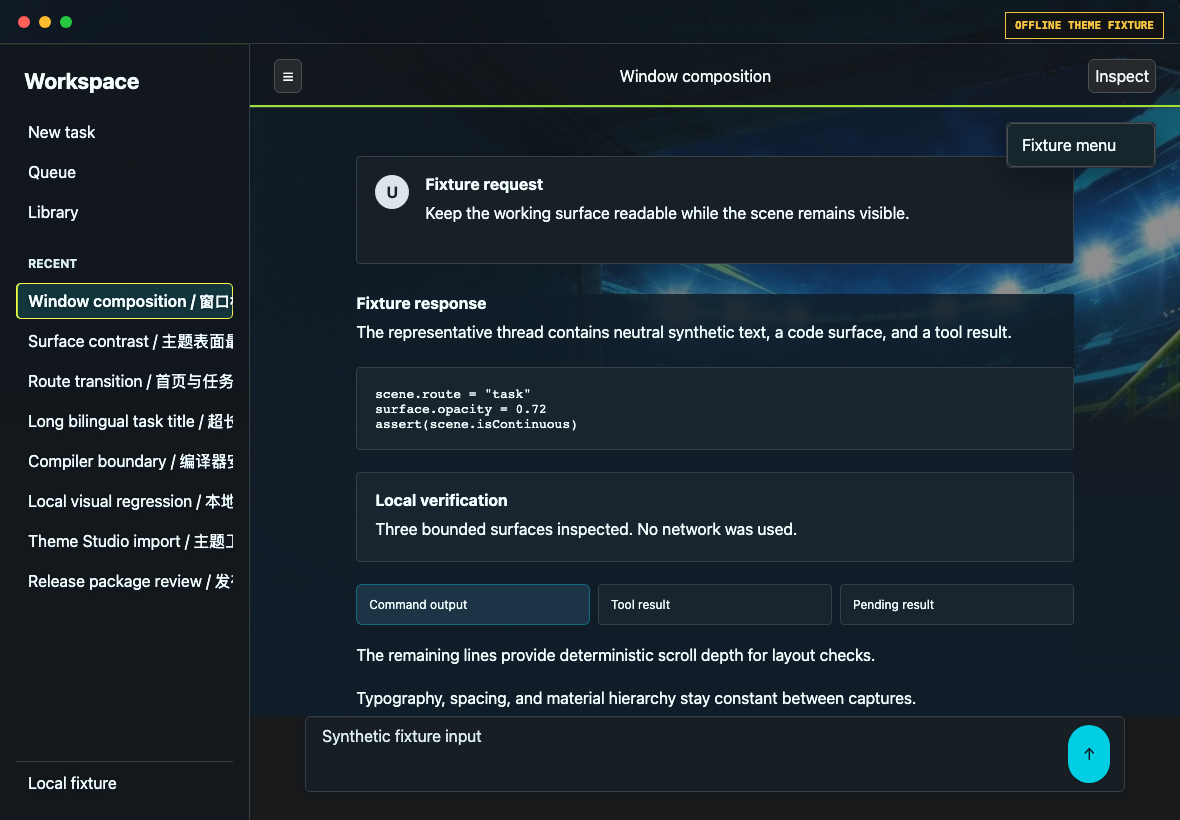 OFFLINE THEME FIXTURE
Workspace
Window composition
Inspect
New task
Queue
Library
RECENT
Window composition / 窗口
Surface contrast / 主题表面
Route transition / 首页与任务
Long bilingual task title / 超长
Compiler boundary / 编译器
Local visual regression / 本地
Theme Studio import / 主题
Release package review / 发
Local fixture
Fixture menu
U
Fixture request
Keep the working surface readable while the scene remains visible.
Fixture response
The representative thread contains neutral synthetic text, a code surface, and a tool result.
scene.route = "task"
surface.opacity = 0.72
assert(scene.isContinuous)
Local verification
Three bounded surfaces inspected. No network was used.
Command output
Tool result
Pending result
The remaining lines provide deterministic scroll depth for layout checks.
Typography, spacing, and material hierarchy stay constant between captures.
Synthetic fixture input